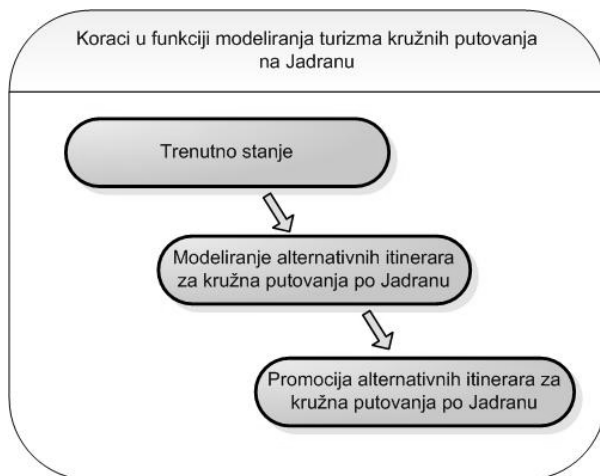 Koraci u funkciji modeliranja turizma kružnih putovanja
na Jadranu
Trenutno stanje
Modeliranje alternativnih itinerara
za kružna putovanja po Jadranu
Promocija alternativnih itinerara za
kružna putovanja po Jadranu